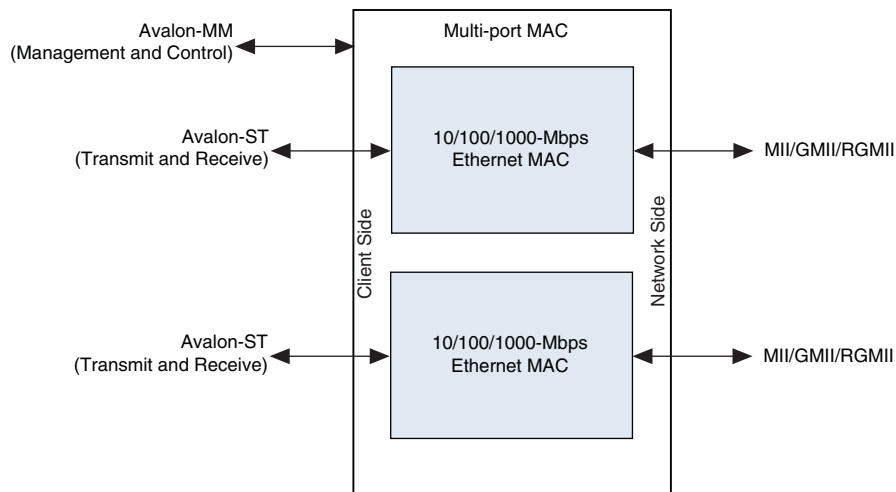 Avalon-MM
(Management and Control)
Multi-port MAC
Avalon-ST
(Transmit and Receive)
10/100/1000-Mbps
Ethernet MAC
MII/GMII/RGMII
Client Side
Network Side
Avalon-ST
(Transmit and Receive)
10/100/1000-Mbps
Ethernet MAC
MII/GMII/RGMII